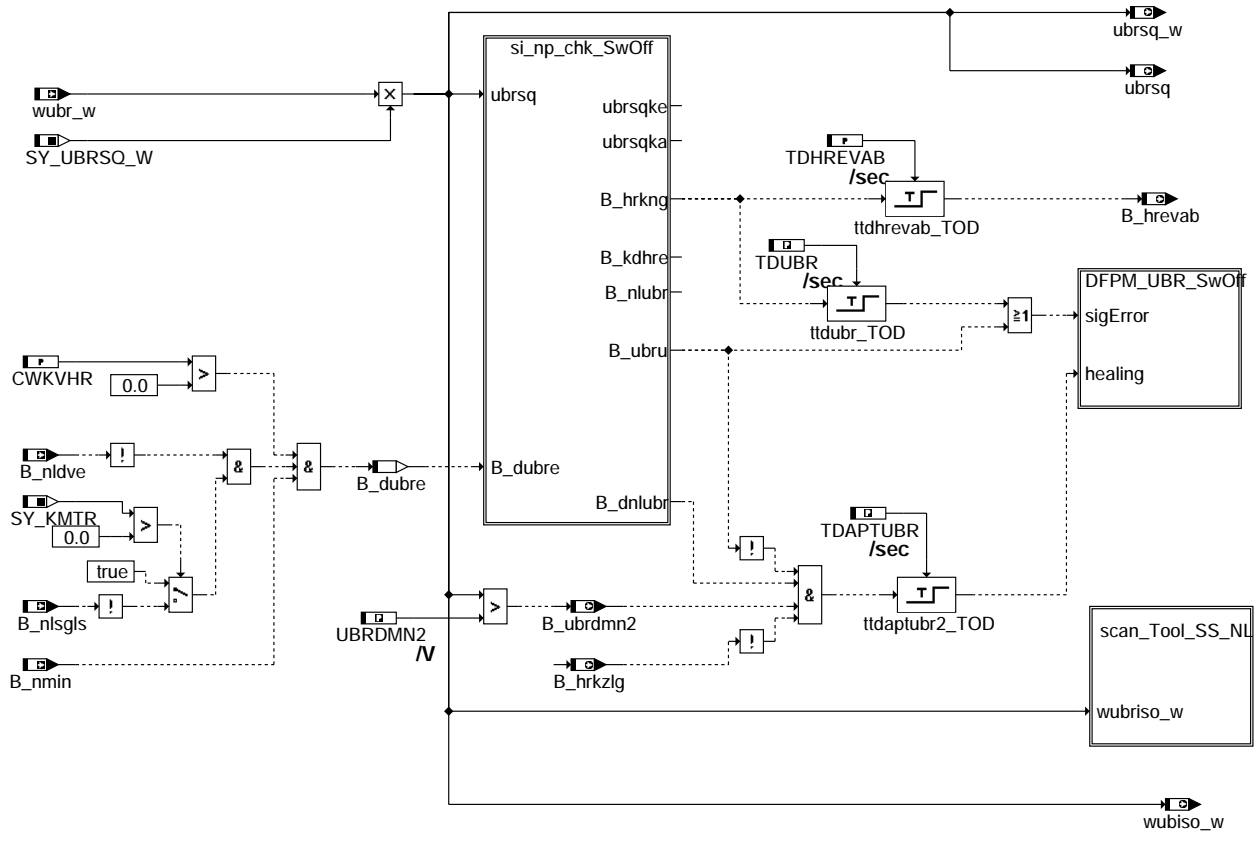 si_np_chk_SwOff
ubrsq_w
ubrsq
wubr_w
×
ubrsq
ubrsqke
SY_UBRSQ_W
ubrsqka
P
TDHREVAB
/sec
T
B_hrkng
ttdhrevab_TOD
B_hrevab
P
TDUBR
/sec
T
ttdubr_TOD
B_kdhre
B_nlubr
DFPM_UBR_SwOff
≥1
sigError
B_ubru
healing
P
CWKVHR
0.0
>
B_nldve
!
&
&
B_dubre
B_dubre
SY_KMTR
0.0
>
B_dnlubr
P
TDAPTUBR
/sec
T
ttdaptubr2_TOD
true
!
&
B_nlsgls
!
P
UBRDMN2
/V
>
B_ubrdmn2
!
B_hrkzlg
B_nmin
scan_Tool_SS_NL
wubriso_w
wubiso_w